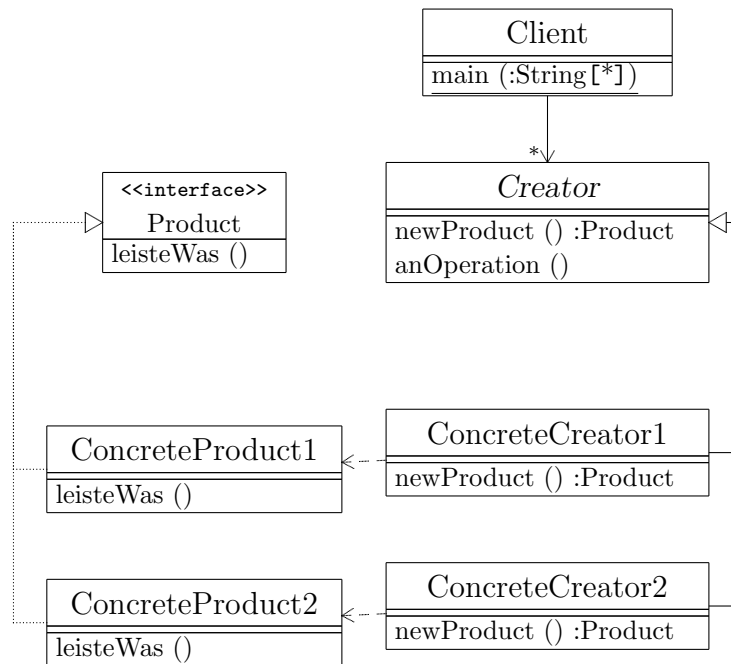 Client
main (:String[*])
*
<<interface>>
Product
leisteWas ()
Creator
newProduct () :Product
anOperation ()
ConcreteProduct1
leisteWas ()
ConcreteCreator1
newProduct () :Product
ConcreteProduct2
leisteWas ()
ConcreteCreator2
newProduct () :Product